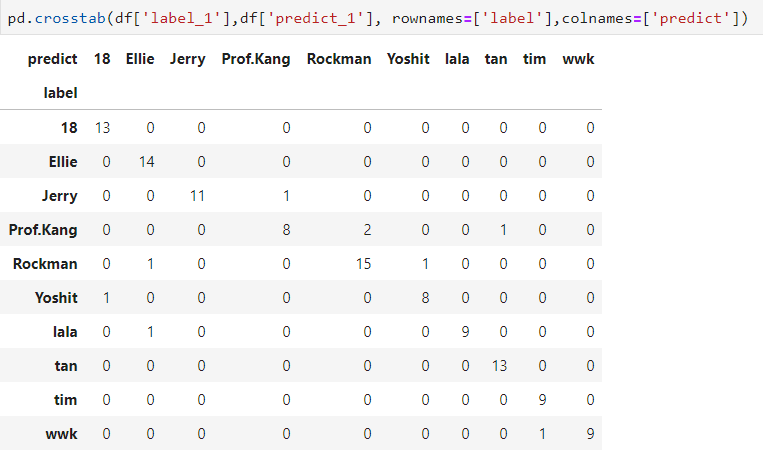 pd.crosstab(df['label_1'],df['predict_1'], rownames=['label'],colnames=['predict'])
predict 18 Ellie Jerry Prof.Kang Rockman Yoshit lala tan tim wwk
label
18 13 0 0 0 0 0 0 0 0 0
Ellie 0 14 0 0 0 0 0 0 0 0
Jerry 0 0 11 1 0 0 0 0 0 0
Prof.Kang 0 0 0 8 2 0 0 1 0 0
Rockman 0 1 0 0 15 1 0 0 0 0
Yoshit 1 0 0 0 0 8 0 0 0 0
lala 0 1 0 0 0 0 9 0 0 0
tan 0 0 0 0 0 0 0 13 0 0
tim 0 0 0 0 0 0 0 0 9 0
wwk 0 0 0 0 0 0 0 0 1 9